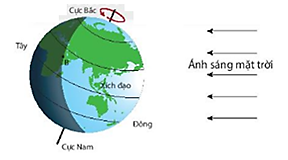 Cực Bắc
Tây
B
Xích đạo
Ánh sáng mặt trời
Đông
Cực Nam